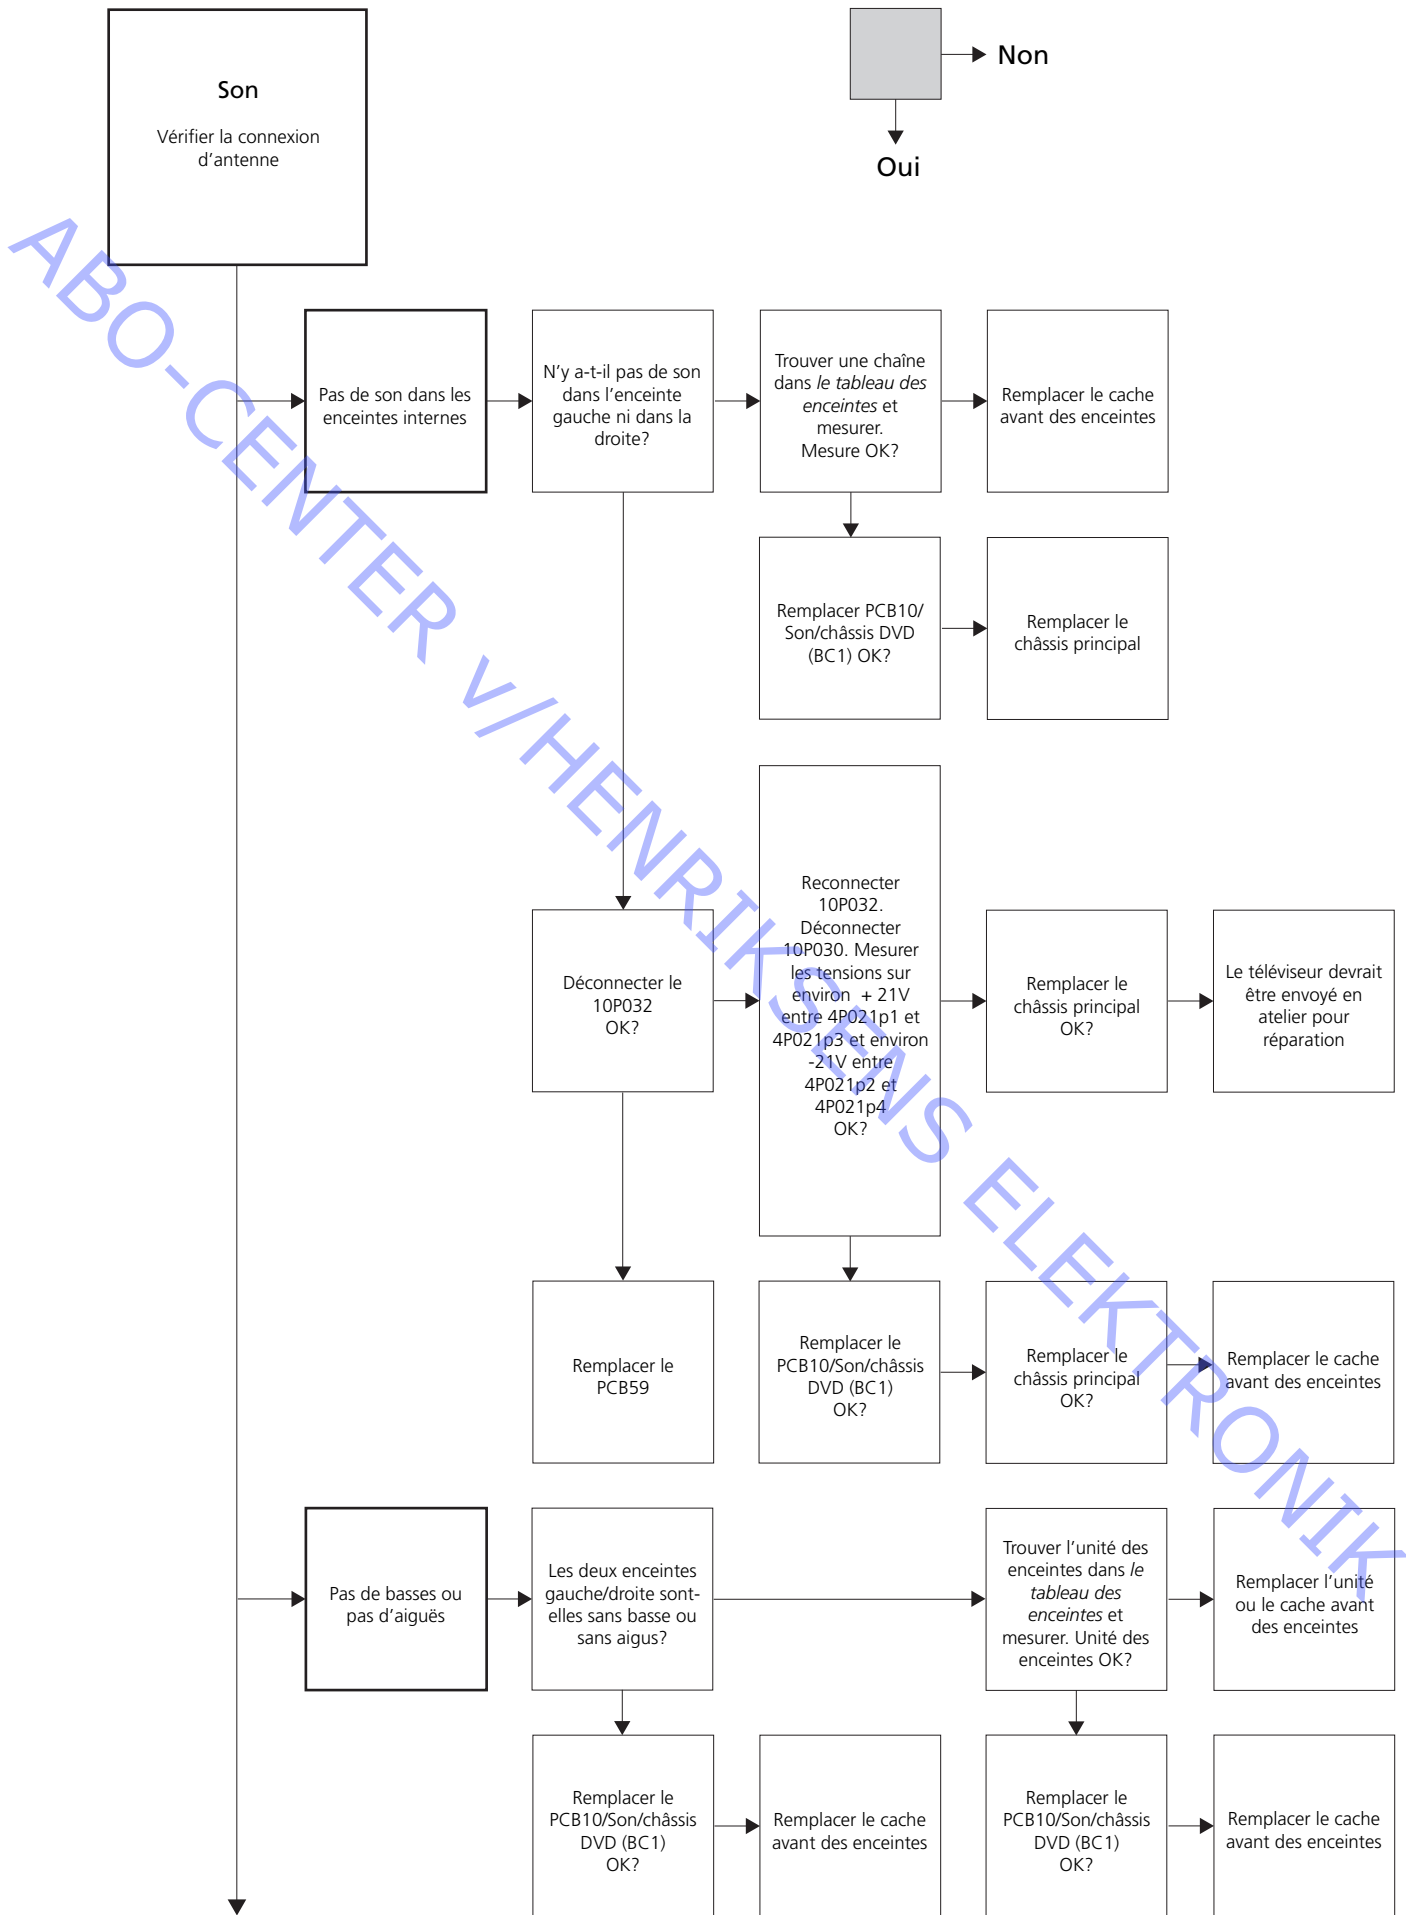 Son
Vérifier la connexion
d'antenne
Non
Oui
Pas de son dans les
enceintes internes
N'y a-t-il pas de son
dans l'enceinte
gauche ni dans la
droite?
Trouver une chaîne
dans le tableau des
enceintes et
mesurer.
Mesure OK?
Remplacer le cache
avant des enceintes
Remplacer PCB10/
Son/châssis DVD
(BC1) OK?
Remplacer le
châssis principal
Déconnecter le
10P032
OK?
Reconnecter
10P032.
Déconnecter
10P030. Mesurer
les tensions sur
environ + 21V
entre 4P021p1 et
4P021p3 et environ
-21V entre
4P021p2 et
4P021p4
OK?
Remplacer le
châssis principal
OK?
Le téléviseur devrait
être envoyé en
atelier pour
réparation
Remplacer le
PCB59
Remplacer le
PCB10/Son/châssis
DVD (BC1)
OK?
Remplacer le
châssis principal
OK?
Remplacer le cache
avant des enceintes
Pas de basses ou
pas d'aiguës
Les deux enceintes
gauche/droite sont-
elles sans basse ou
sans aigus?
Trouver l'unité des
enceintes dans le
tableau des
enceintes et
mesurer. Unité des
enceintes OK?
Remplacer l'unité
ou le cache avant
des enceintes
Remplacer le
PCB10/Son/châssis
DVD (BC1)
OK?
Remplacer le cache
avant des enceintes
Remplacer le
PCB10/Son/châssis
DVD (BC1)
OK?
Remplacer le cache
avant des enceintes
ABO-CENTER v/HENRIKSENS ELEKTRONIK